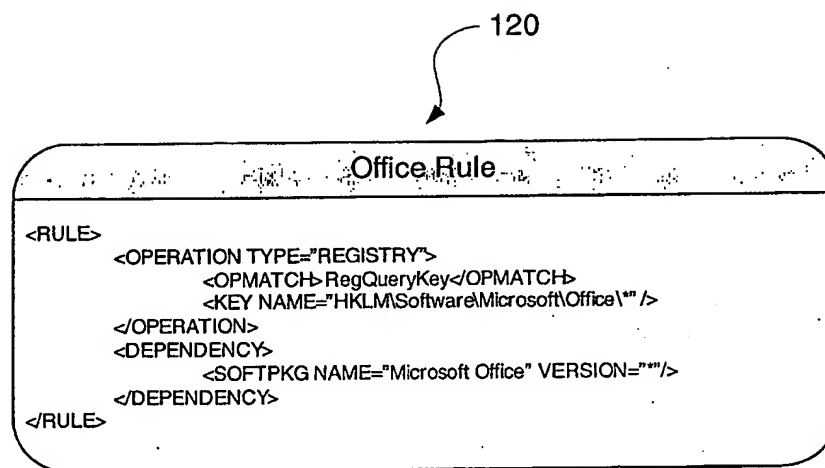 120
Office Rule
<RULE>
<OPERATION TYPE="REGISTRY">
<OPMATCH>RegQueryKey</OPMATCH>
<KEY NAME="HKLM\Software\Microsoft\Office\*" />
</OPERATION>
<DEPENDENCY>
<SOFTPKG NAME="Microsoft Office" VERSION="*"/>
</DEPENDENCY>
</RULE>